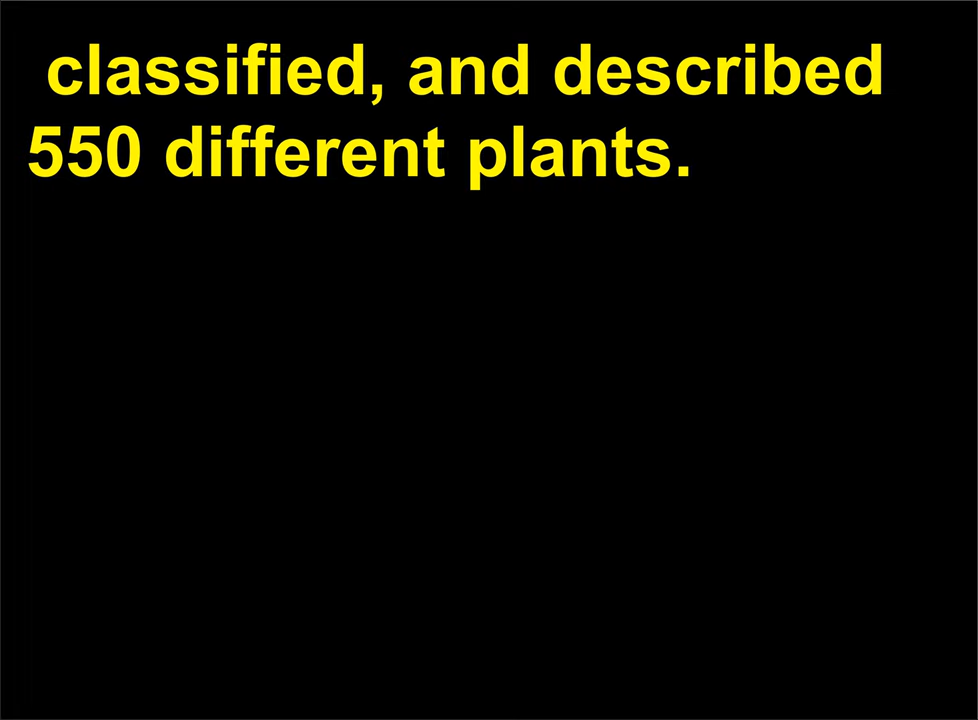 classified, and described
550 different plants.